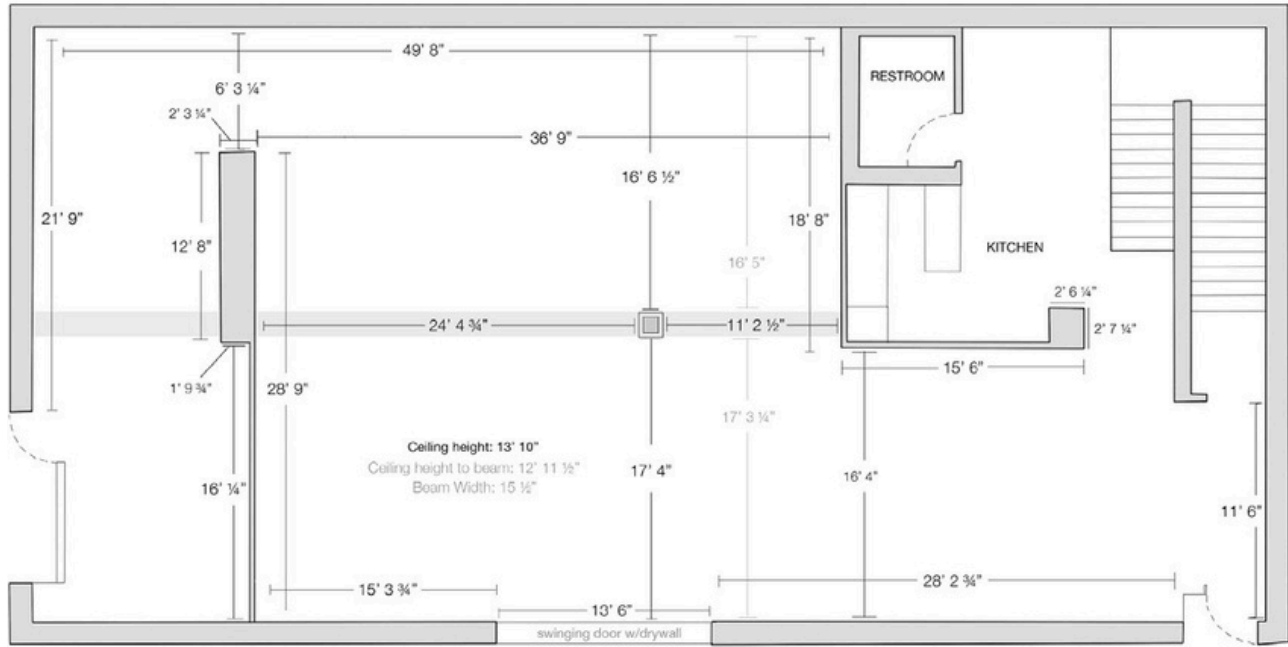 49' 8"
6' 3 ¼"
2' 3 ¼"
36' 9"
RESTROOM
16' 6 ½"
21' 9"
18' 8"
12' 8"
KITCHEN
16' 5"
2' 6 ¼"
24' 4 ¾"
11' 2 ½"
2' 7 ¼"
15' 6"
1' 9 ¾"
28' 9"
17' 3 ¼"
Ceiling height: 13' 10"
Ceiling height to beam: 12' 11 ½"
Beam Width: 15 ½"
17' 4"
16' 4"
16' ¼"
11' 6"
15' 3 ¾"
28' 2 ¾"
13' 6"
swinging door w/drywall